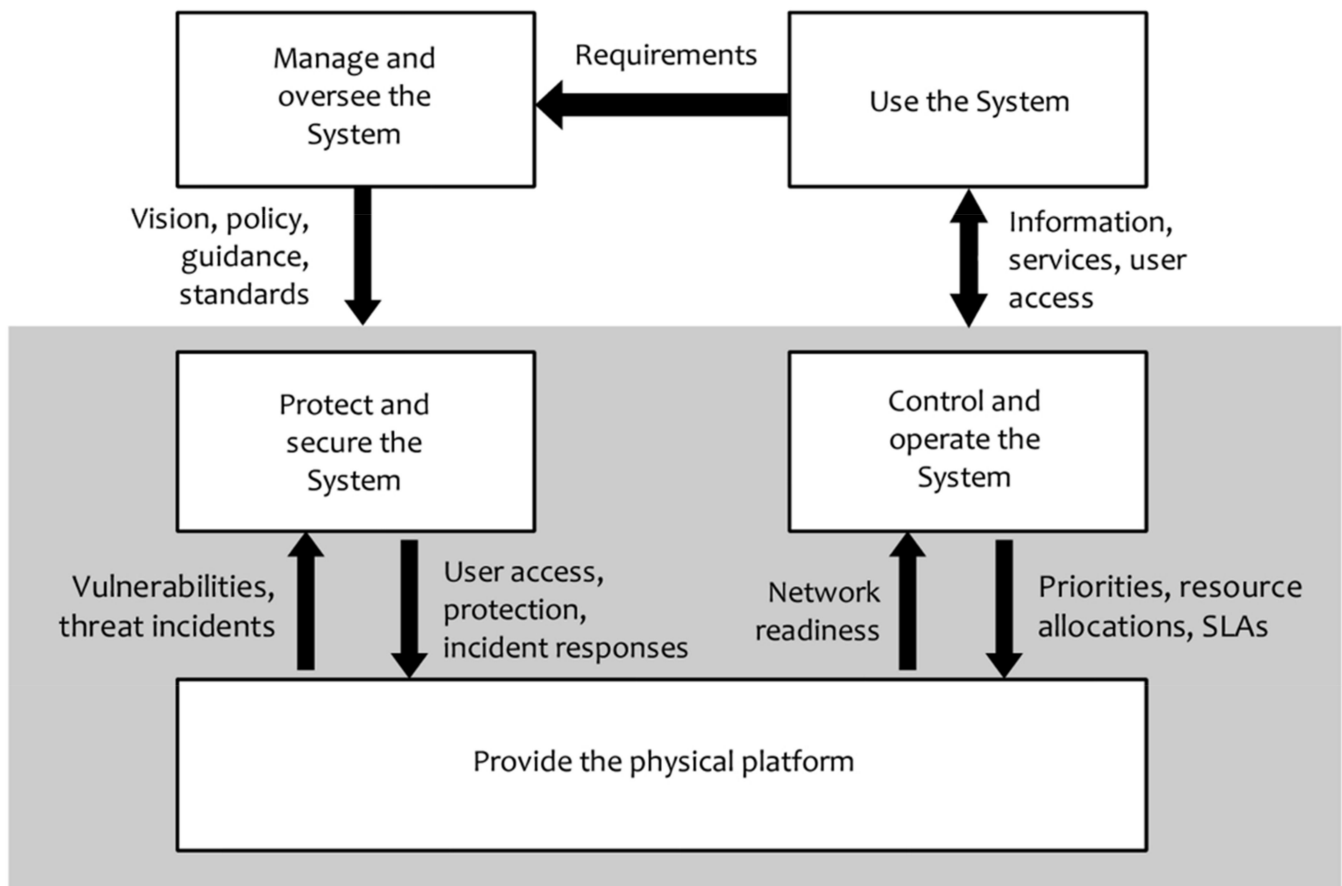 Manage and
oversee the
System
Requirements
Use the System
Vision, policy,
guidance,
standards
Information,
services, user
access
Protect and
secure the
System
Control and
operate the
System
Vulnerabilities,
threat incidents
User access,
protection,
incident responses
Network
readiness
Priorities, resource
allocations, SLAs
Provide the physical platform